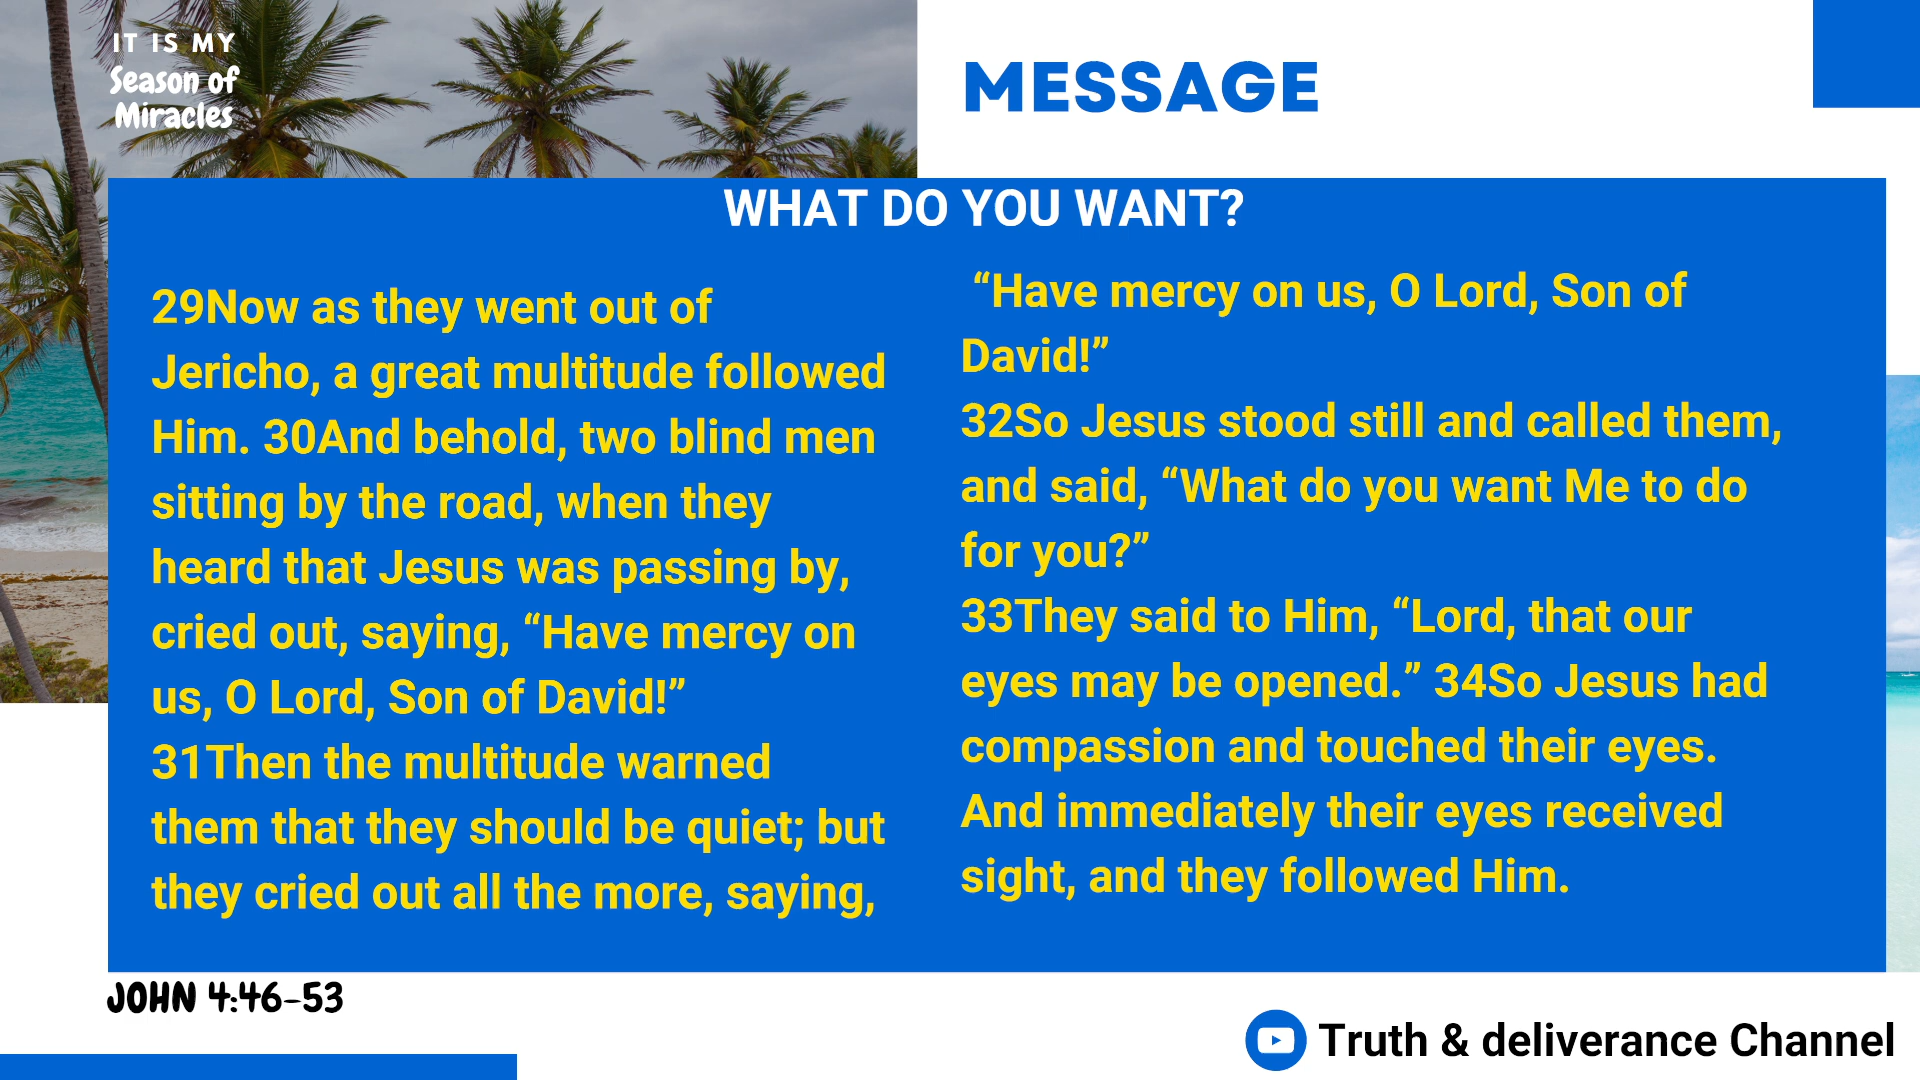 IT IS MY
Season of
Miracles
MESSAGE
WHAT DO YOU WANT?
29Now as they went out of
Jericho, a great multitude followed
Him. 30And behold, two blind men
sitting by the road, when they
heard that Jesus was passing by,
cried out, saying, “Have mercy on
us, O Lord, Son of David!”
31Then the multitude warned
them that they should be quiet; but
they cried out all the more, saying,
“Have mercy on us, O Lord, Son of
David!”
32So Jesus stood still and called them,
and said, “What do you want Me to do
for you?”
33They said to Him, “Lord, that our
eyes may be opened.” 34So Jesus had
compassion and touched their eyes.
And immediately their eyes received
sight, and they followed Him.
JOHN 4:46-53
Truth & deliverance Channel